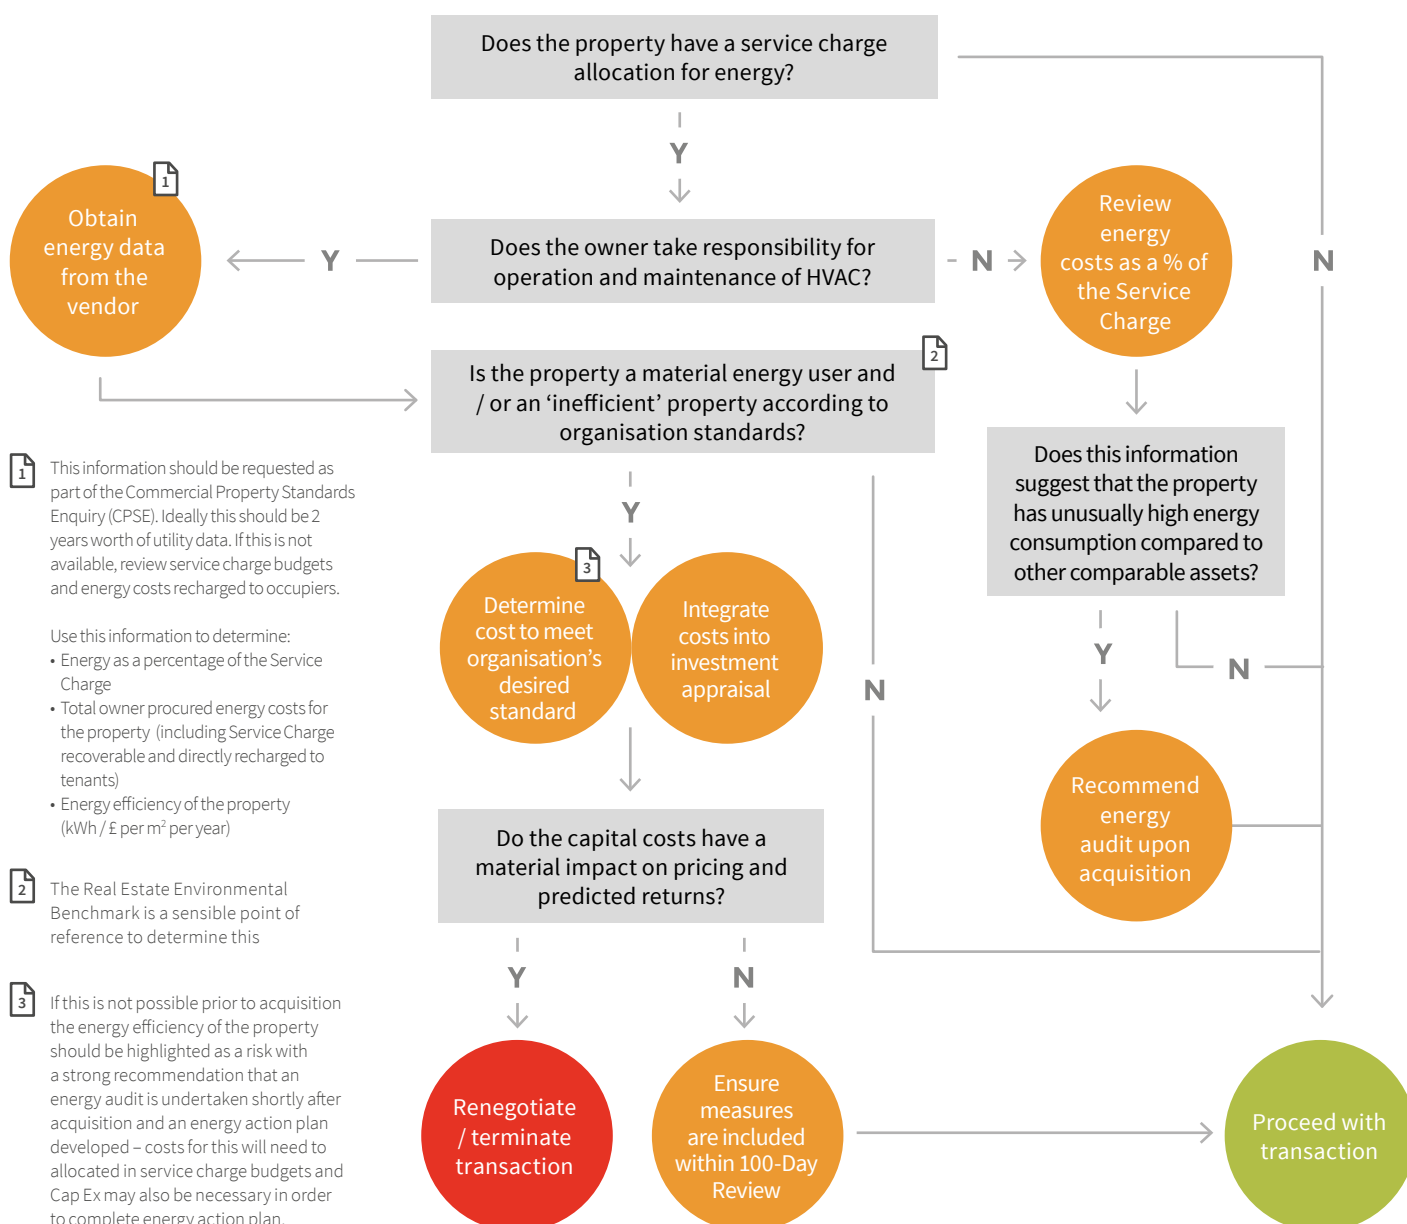 Does the property have a service charge
allocation for energy?
Y
1
Obtain
energy data
from the
vendor
Y
Does the owner take responsibility for
operation and maintenance of HVAC?
N
Review
energy
costs as a % of
the Service
Charge
N
2
Is the property a material energy user and
/ or an ‘inefficient’ property according to
organisation standards?
Does this information
suggest that the property
has unusually high energy
consumption compared to
other comparable assets?
1
This information should be requested as
part of the Commercial Property Standards
Enquiry (CPSE). Ideally this should be 2
years worth of utility data. If this is not
available, review service charge budgets
and energy costs recharged to occupiers.
Use this information to determine:
• Energy as a percentage of the Service
Charge
• Total owner procured energy costs for
the property (including Service Charge
recoverable and directly recharged to
tenants)
• Energy efficiency of the property
(kWh / £ per m² per year)
Y
3
Determine
cost to meet
organisation’s
desired
standard
Integrate
costs into
investment
appraisal
N
Y
N
Recommend
energy
audit upon
acquisition
Do the capital costs have a
material impact on pricing and
predicted returns?
2
The Real Estate Environmental
Benchmark is a sensible point of
reference to determine this
Y
N
3
If this is not possible prior to acquisition
the energy efficiency of the property
should be highlighted as a risk with
a strong recommendation that an
energy audit is undertaken shortly after
acquisition and an energy action plan
developed – costs for this will need to
allocated in service charge budgets and
Cap Ex may also be necessary in order
to complete energy action plan.
Renegotiate
/ terminate
transaction
Ensure
measures
are included
within 100-Day
Review
Proceed with
transaction